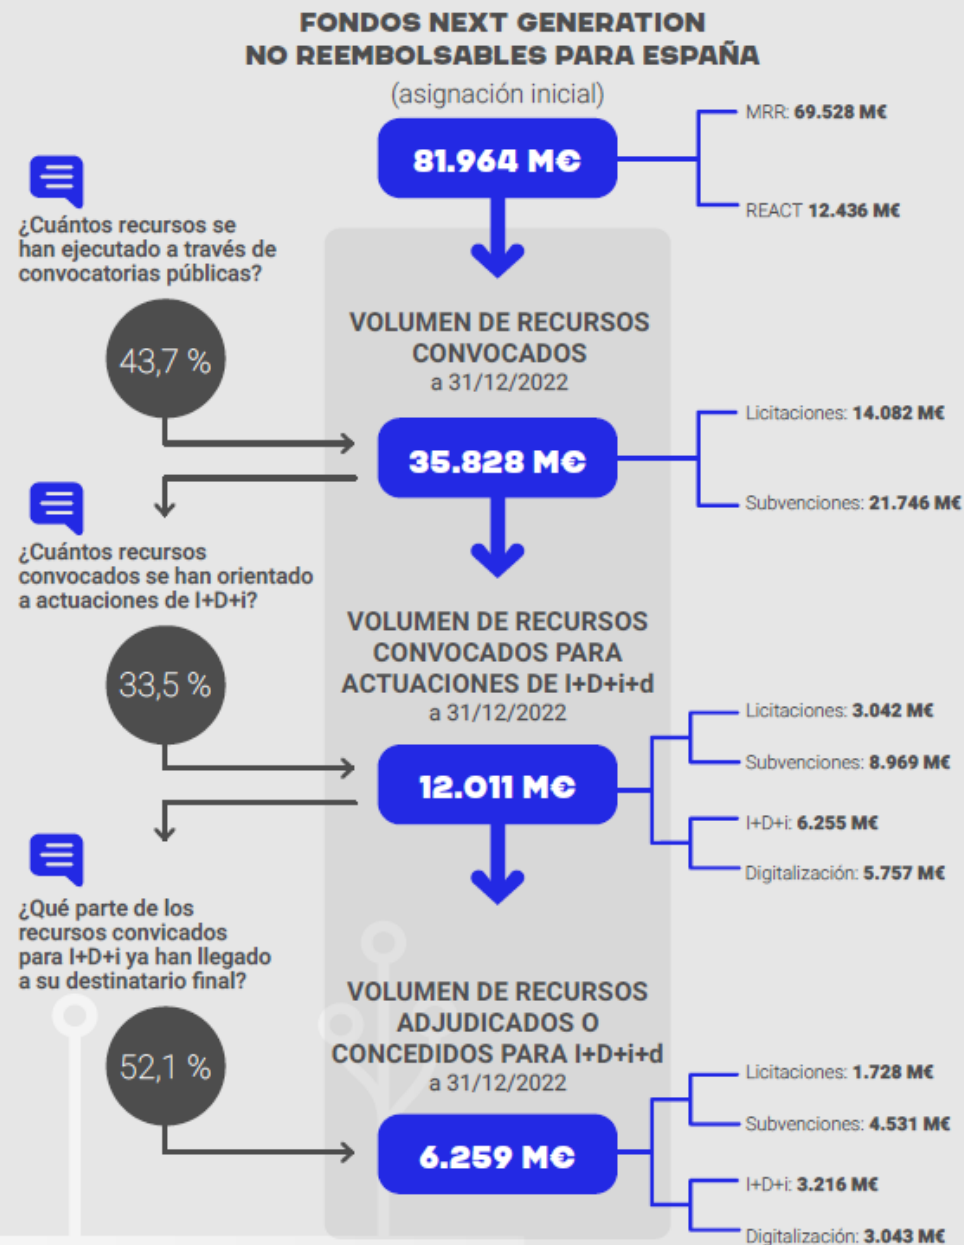 FONDOS NEXT GENERATION
NO REEMBOLSABLES PARA ESPAÑA
(asignación inicial)
81.964 M€
MRR: 69.528 M€
REACT 12.436 M€
¿Cuántos recursos se
han ejecutado a través de
convocatorias públicas?
43,7 %
VOLUMEN DE RECURSOS
CONVOCADOS
a 31/12/2022
35.828 M€
Licitaciones: 14.082 M€
Subvenciones: 21.746 M€
¿Cuántos recursos
convocados se han orientado
a actuaciones de I+D+i?
33,5 %
VOLUMEN DE RECURSOS
CONVOCADOS PARA
ACTUACIONES DE I+D+i+d
a 31/12/2022
12.011 M€
Licitaciones: 3.042 M€
Subvenciones: 8.969 M€
I+D+i: 6.255 M€
Digitalización: 5.757 M€
¿Qué parte de los
recursos convicados
para I+D+i ya han llegado
a su destinatario final?
52,1 %
VOLUMEN DE RECURSOS
ADJUDICADOS O
CONCEDIDOS PARA I+D+i+d
a 31/12/2022
6.259 M€
Licitaciones: 1.728 M€
Subvenciones: 4.531 M€
I+D+i: 3.216 M€
Digitalización: 3.043 M€